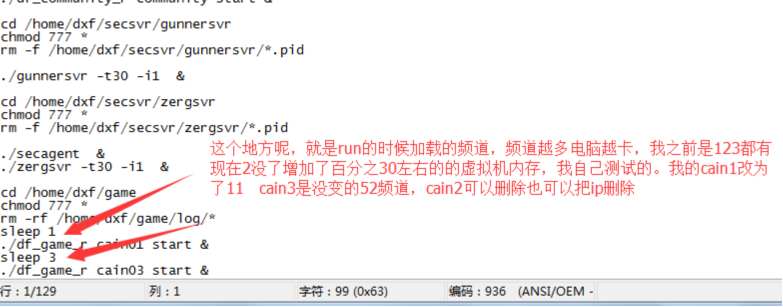 ./df_community_r start &
cd /home/dxf/secsvr/gunnersvr
chmod 777 *
rm -f /home/dxf/secsvr/gunnersvr/*.pid
./gunnersvr -t30 -i1  &
cd /home/dxf/secsvr/zergsvr
chmod 777 *
rm -f /home/dxf/secsvr/zergsvr/*.pid
./secagent  &
./zergsvr -t30 -i1  &
这个地方呢，就是run的时候加载的频道，频道越多电脑越卡，我之前是123都有
现在2没了增加了百分之30左右的的虚拟机内存，我自己测试的。我的cain1改为
了11　cain3是没变的52频道，cain2可以删除也可以把ip删除
cd /home/dxf/game
chmod 777 *
rm -rf /home/dxf/game/log/*
sleep 1
./df_game_r cain01 start &
sleep 3
./df_game_r cain03 start &
行：1/129 列：1 字符：99 (0x63) 编码：936 (ANSI/OEM -